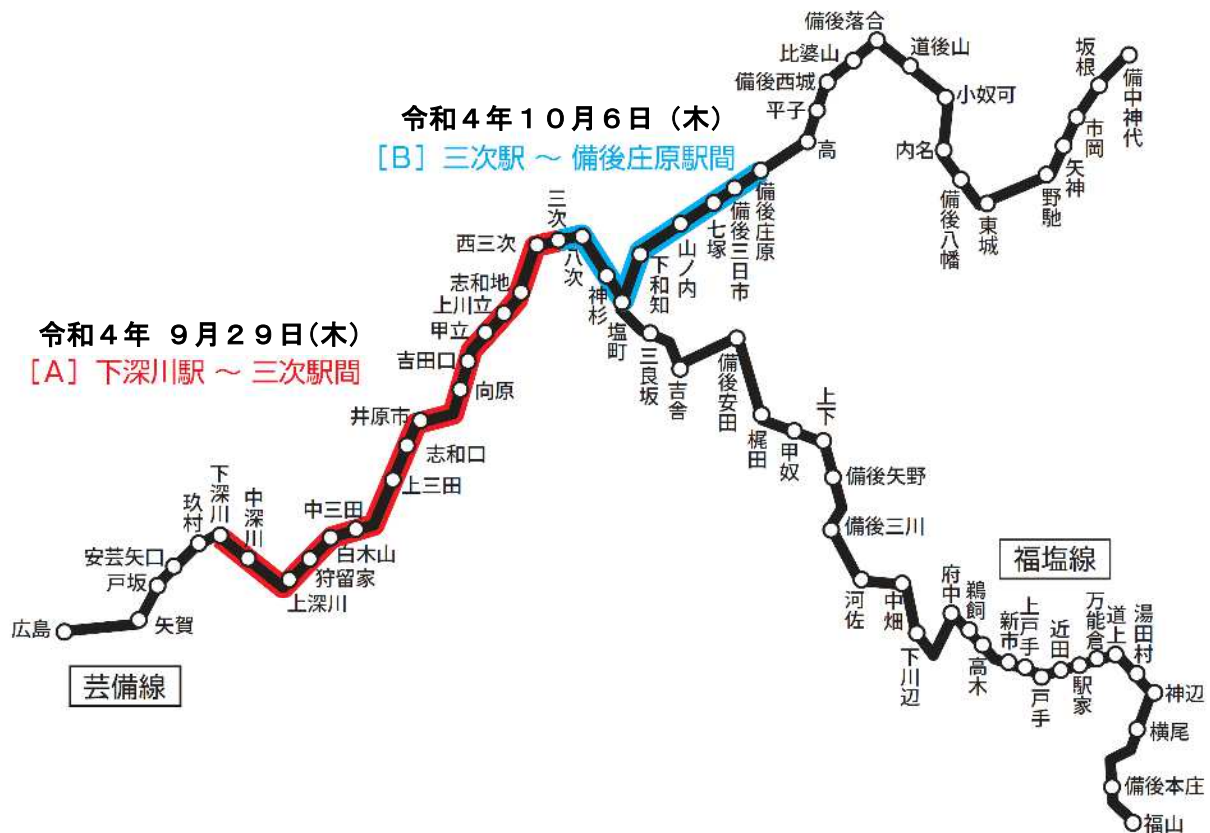 令和４年１０月６日（木）
［B］三次駅 ～ 備後庄原駅間
令和４年 ９月２９日(木)
［A］下深川駅 ～ 三次駅間
芸備線
広島
矢賀
戸坂
安芸矢口
玖村
下深川
中深川
上深川
狩留家
白木山
中三田
上三田
志和口
井原市
向原
吉田口
甲立
上川立
志和地
西三次
三次
八次
神杉
塩町
下和知
山ノ内
七塚
備後三日市
備後庄原
高
平子
備後西城
比婆山
備後落合
道後山
小奴可
内名
備後八幡
東城
野馳
矢神
市岡
坂根
備中神代
福塩線
三良坂
吉舎
備後安田
梶田
甲奴
上下
備後矢野
備後三川
河佐
中畑
下川辺
府中
鵜飼
高木
新市
上戸手
戸手
近田
駅家
万能倉
道上
湯田村
神辺
横尾
備後本庄
福山